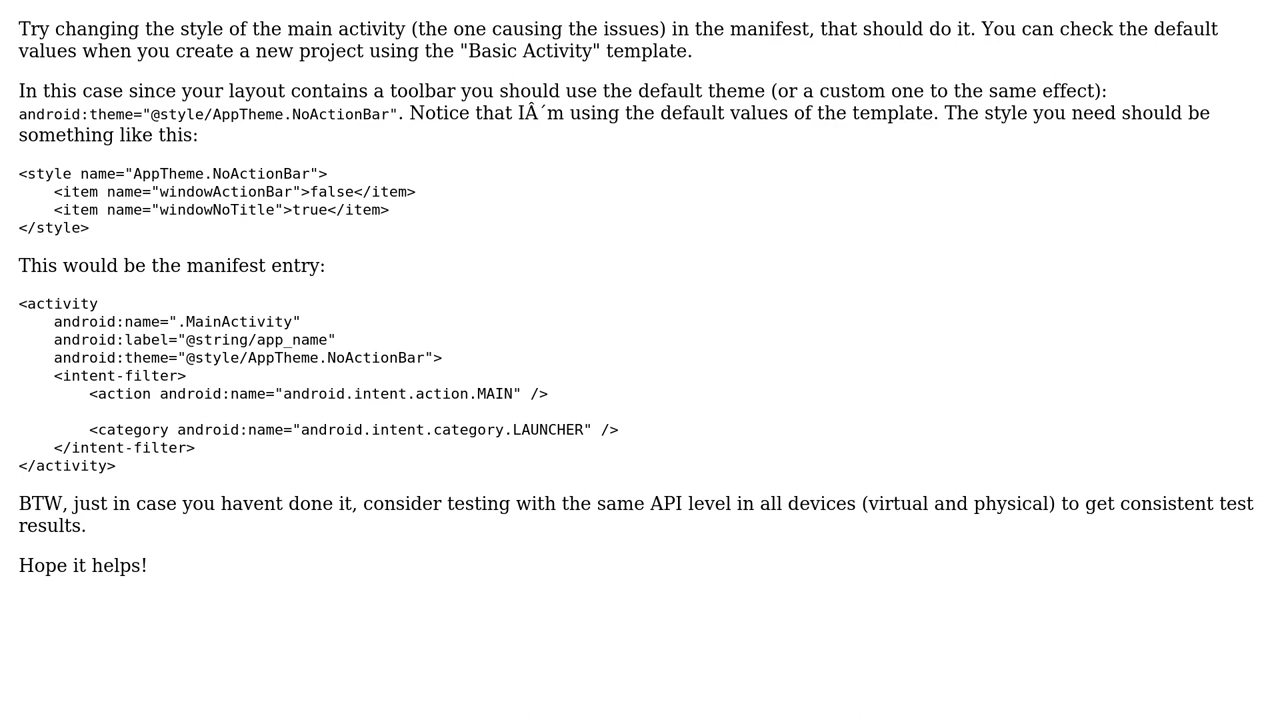 Try changing the style of the main activity (the one causing the issues) in the manifest, that should do it. You can check the default
values when you create a new project using the "Basic Activity" template.
In this case since your layout contains a toolbar you should use the default theme (or a custom one to the same effect):
android:theme="@style/AppTheme.NoActionBar". Notice that IÂ´m using the default values of the template. The style you need should be
something like this:
<style name="AppTheme.NoActionBar">
    <item name="windowActionBar">false</item>
    <item name="windowNoTitle">true</item>
</style>
This would be the manifest entry:
<activity
    android:name=".MainActivity"
    android:label="@string/app_name"
    android:theme="@style/AppTheme.NoActionBar">
    <intent-filter>
        <action android:name="android.intent.action.MAIN" />
        <category android:name="android.intent.category.LAUNCHER" />
    </intent-filter>
</activity>
BTW, just in case you havent done it, consider testing with the same API level in all devices (virtual and physical) to get consistent test
results.
Hope it helps!